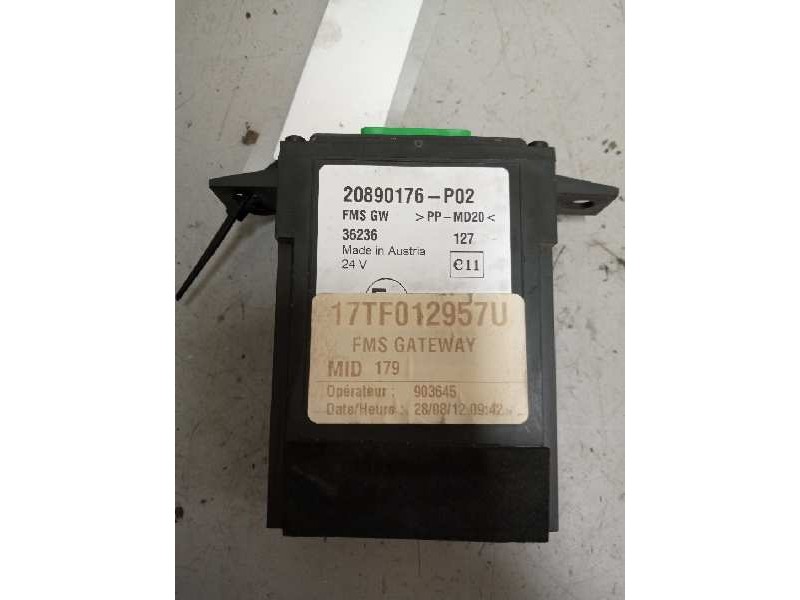 20890176-P02
FMS GW >PP-MD20<
36236 127
Made in Austria
24 V e11
17TF012957U
FMS GATEWAY
MID 179
Opérateur : 903645
Date/Heure : 28/08/12 09:42